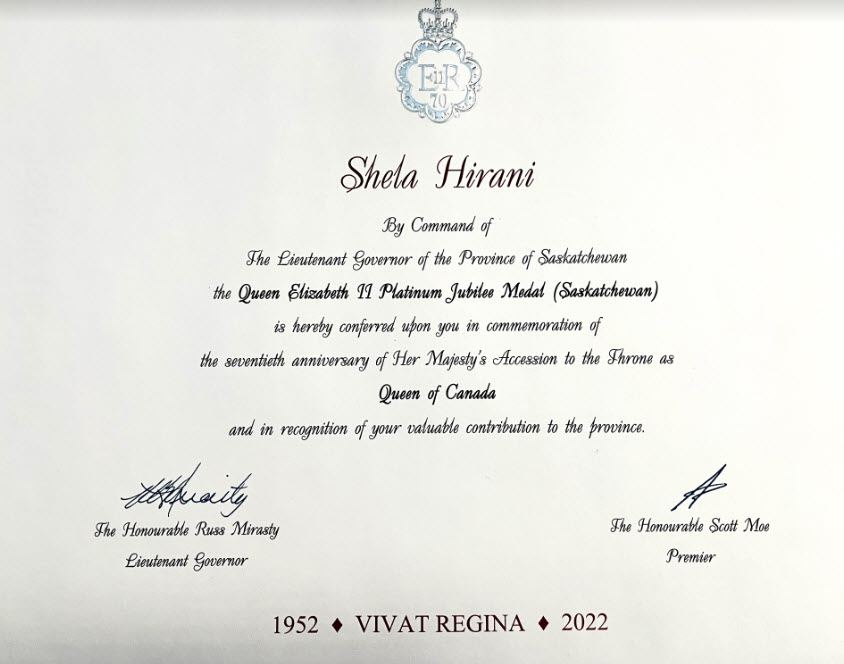 EIIR
70
Shela Hirani
By Command of
The Lieutenant Governor of the Province of Saskatchewan
the Queen Elizabeth II Platinum Jubilee Medal (Saskatchewan)
is hereby conferred upon you in commemoration of
the seventieth anniversary of Her Majesty's Accession to the Throne as
Queen of Canada
and in recognition of your valuable contribution to the province.
The Honourable Russ Mirasty
Lieutenant Governor
The Honourable Scott Moe
Premier
1952 ♦ VIVAT REGINA ♦ 2022